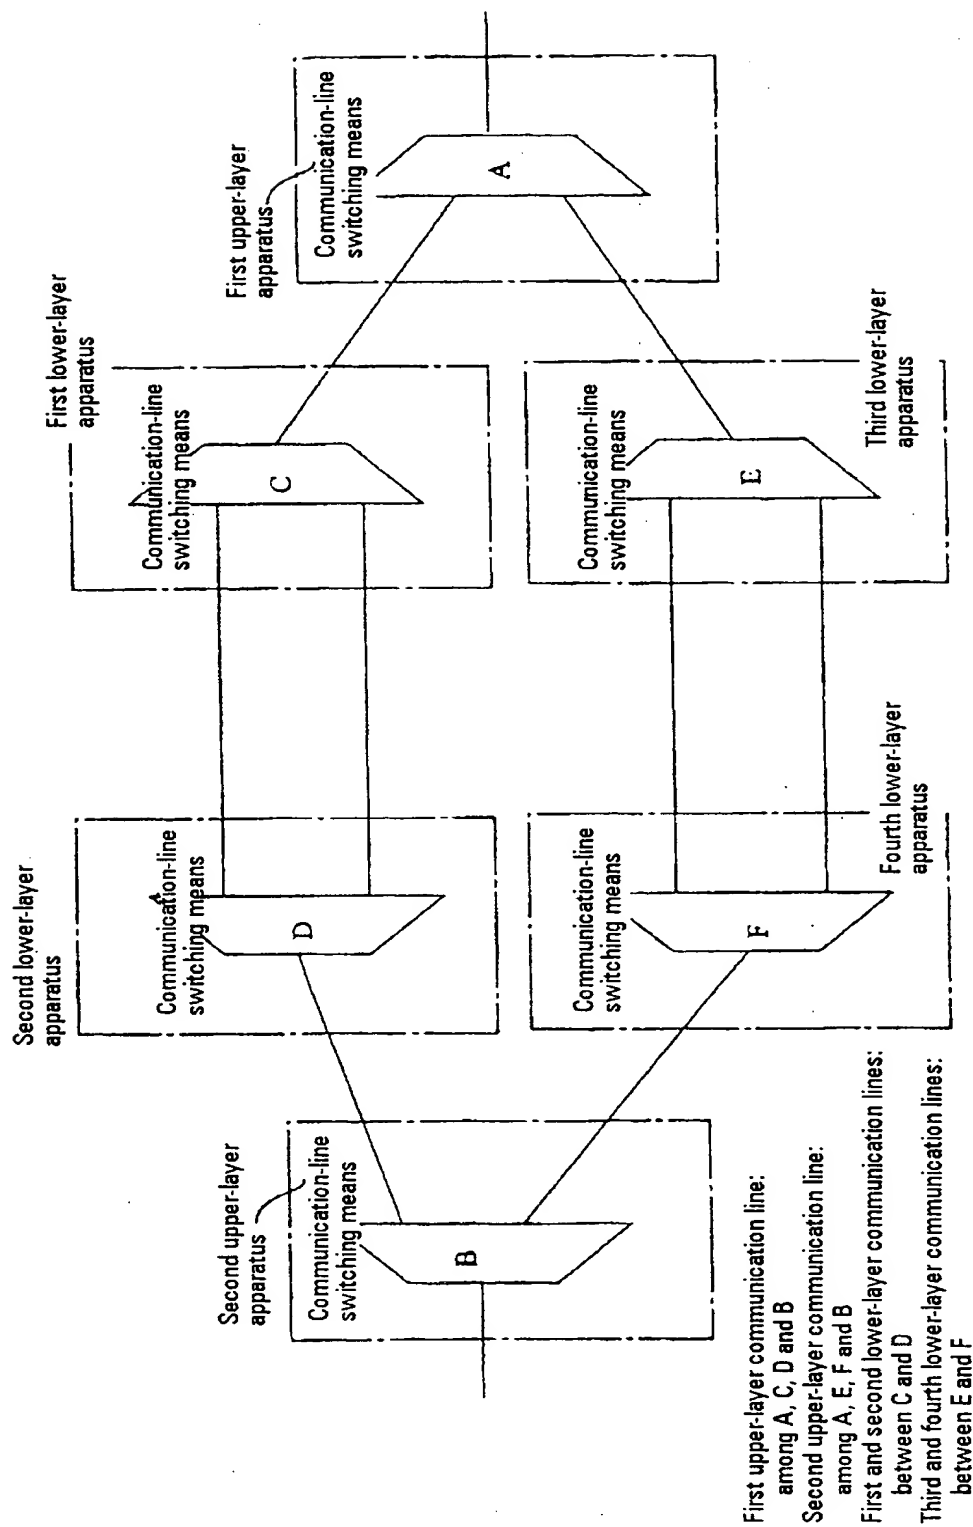 Second upper-layer
apparatus
Communication-line
switching means
B
Second lower-layer
apparatus
Communication-line
switching means
D
First lower-layer
apparatus
Communication-line
switching means
C
First upper-layer
apparatus
Communication-line
switching means
A
Communication-line
switching means
F
Fourth lower-layer
apparatus
Communication-line
switching means
E
Third lower-layer
apparatus
First upper-layer communication line:
among A, C, D and B
Second upper-layer communication line:
among A, E, F and B
First and second lower-layer communication lines:
between C and D
Third and fourth lower-layer communication lines:
between E and F